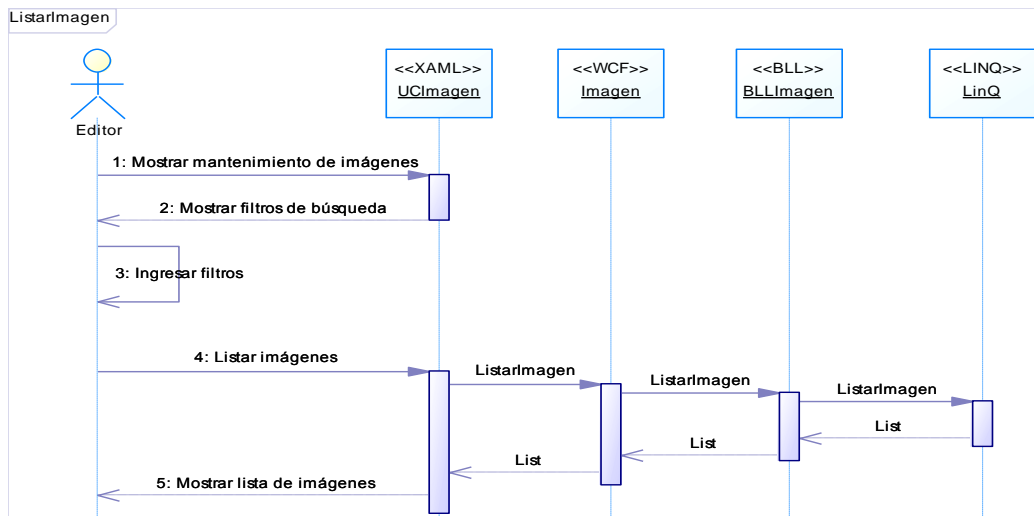 ListarImagen
<<XAML>>
UCImagen
<<WCF>>
Imagen
<<BLL>>
BLLImagen
<<LINQ>>
LinQ
Editor
1: Mostrar mantenimiento de imágenes
2: Mostrar filtros de búsqueda
3: Ingresar filtros
4: Listar imágenes
ListarImagen
ListarImagen
ListarImagen
List
List
List
5: Mostrar lista de imágenes